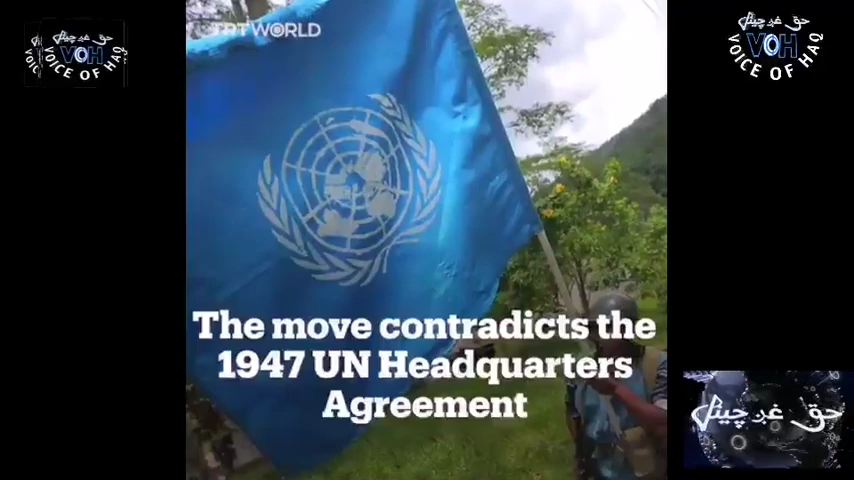 TRT WORLD
حق غږ چینل
VOH
VOICE OF HAQ
حق غږ چینل
VOH
VOICE OF HAQ
The move contradicts the
1947 UN Headquarters
Agreement
حق غږ چینل